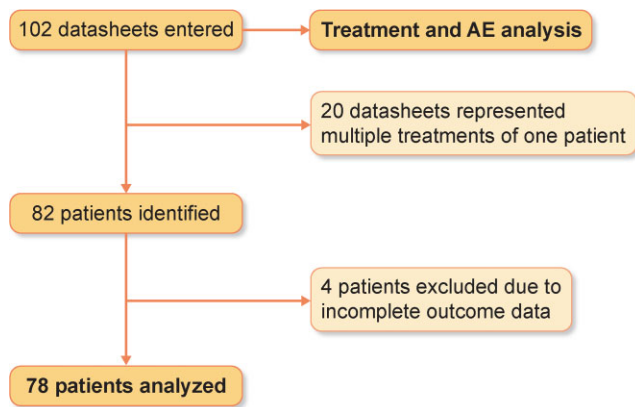 102 datasheets entered
Treatment and AE analysis
20 datasheets represented
multiple treatments of one patient
82 patients identified
4 patients excluded due to
incomplete outcome data
78 patients analyzed